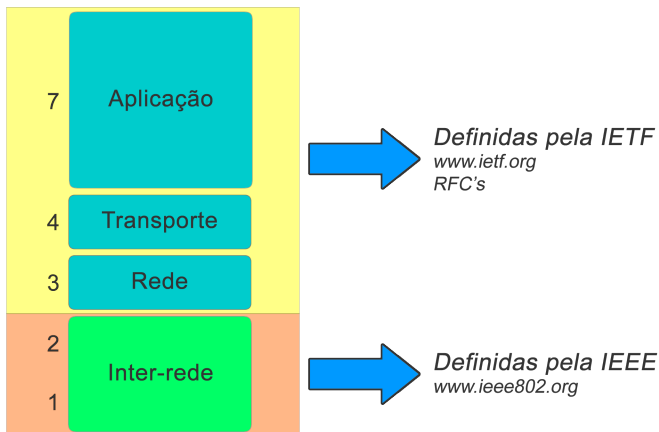 7
Aplicação
Definidas pela IETF
www.ietf.org
RFC's
4
Transporte
3
Rede
2
Inter-rede
1
Definidas pela IEEE
www.ieee802.org